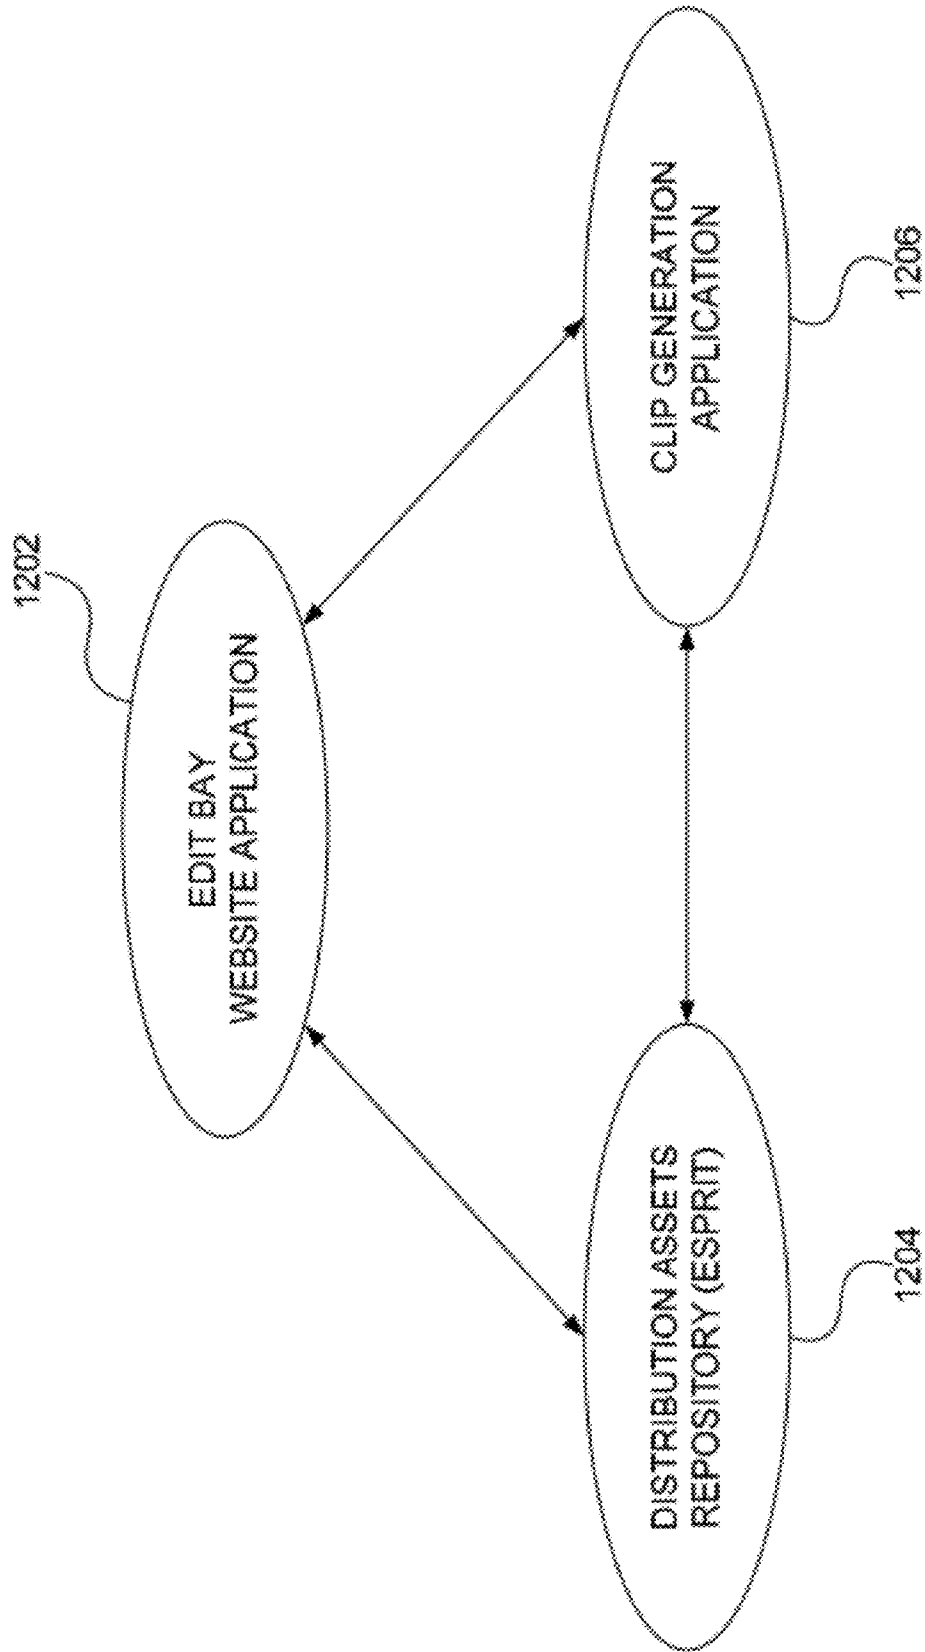 1202
EDIT BAY
WEBSITE APPLICATION
DISTRIBUTION ASSETS
REPOSITORY (ESPRIT)
1204
CLIP GENERATION
APPLICATION
1206